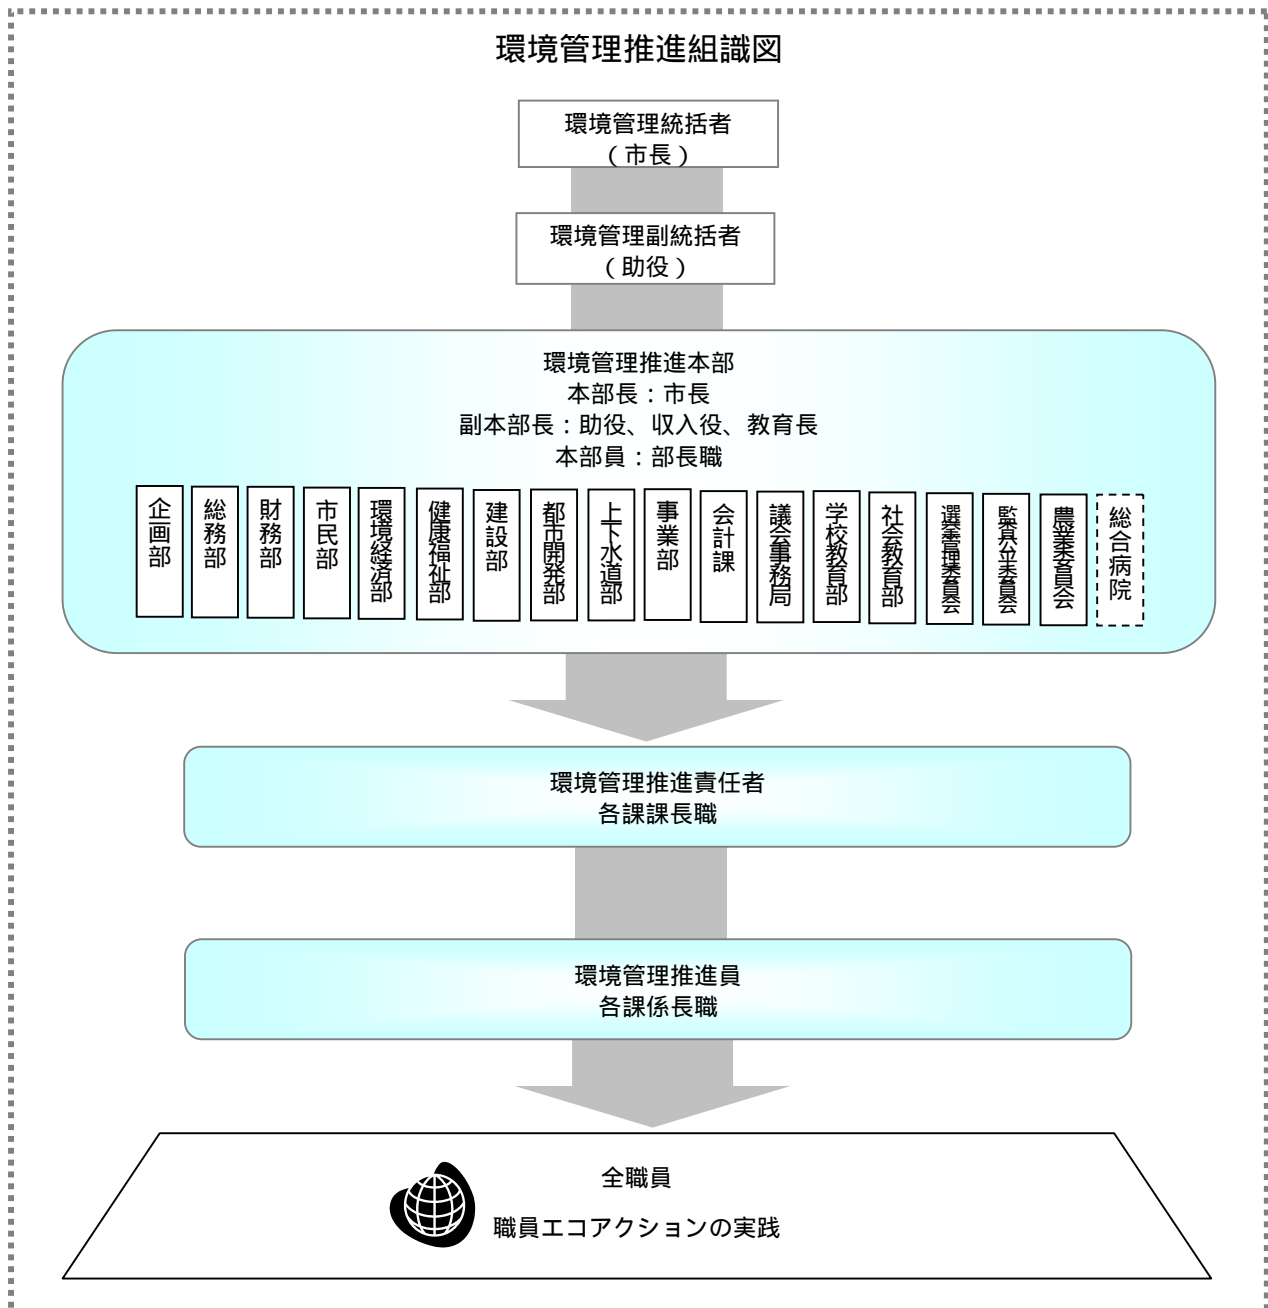 環境管理推進組識図
環境管理統括者
（市長）
環境管理副統括者
（助役）
環境管理推進本部
本部長：市長
副本部長：助役、収入役、教育長
本部員：部長職
企画部
総務部
財務部
市民部
環境経済部
健康福祉部
建設部
都市開発部
上下水道部
事業部
会計課
議会事務局
学校教育部
社会教育部
選挙管理委員会
監査公平委員会
農業委員会
総合病院
環境管理推進責任者
各課課長職
環境管理推進員
各課係長職
全職員
職員エコアクションの実践